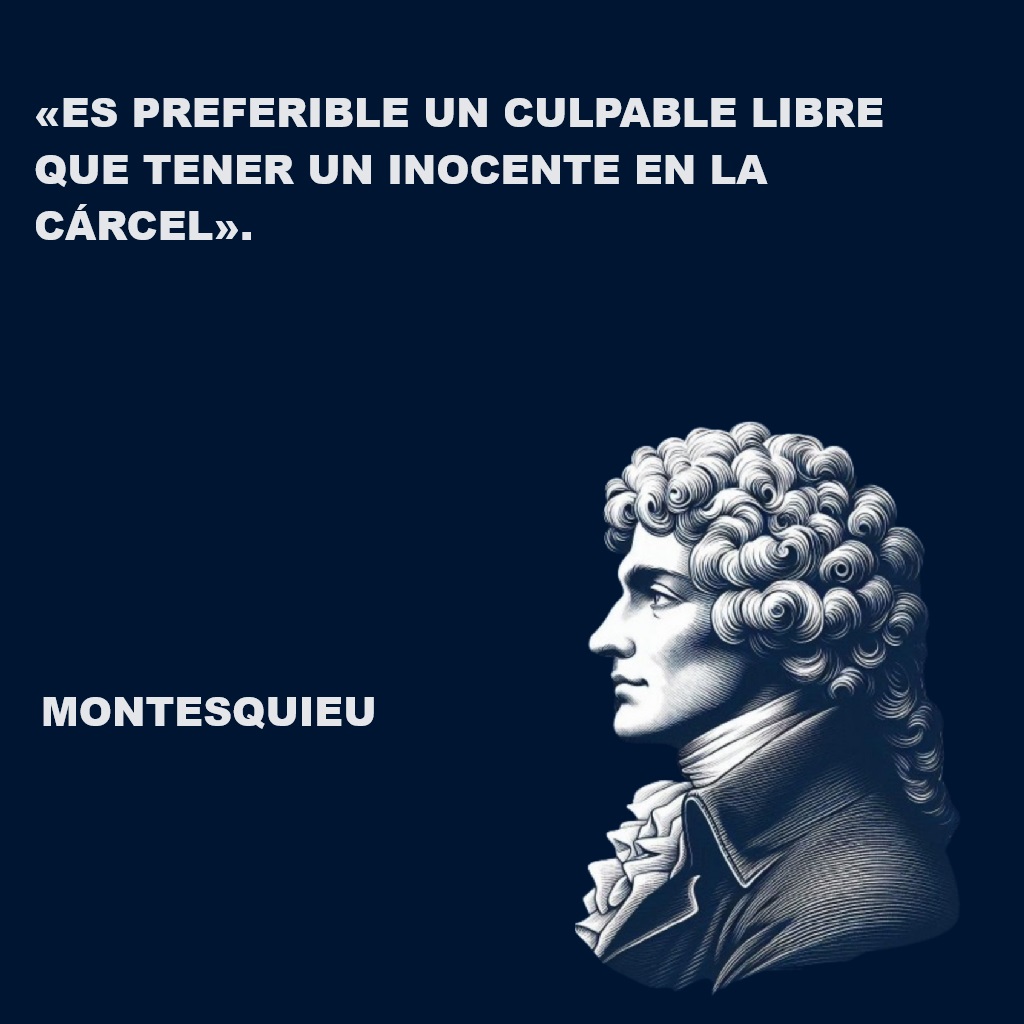 «ES PREFERIBLE UN CULPABLE LIBRE
QUE TENER UN INOCENTE EN LA
CÁRCEL».
MONTESQUIEU